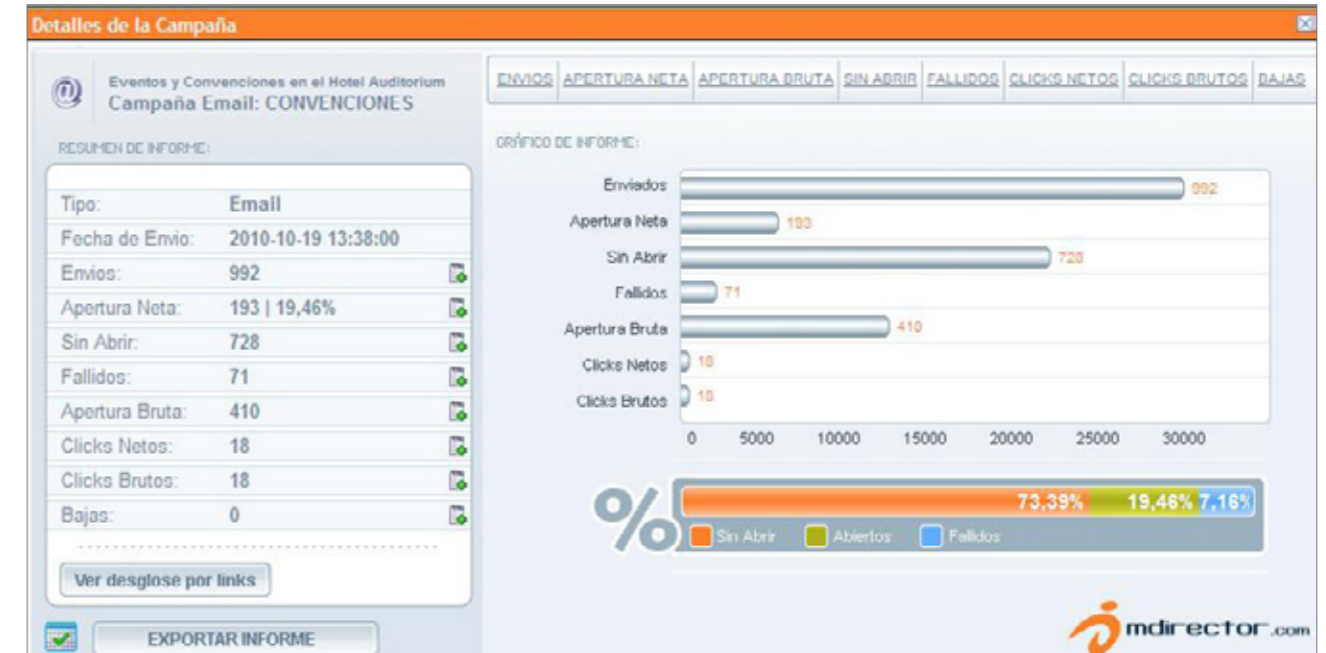 Detalles de la Campaña
@
Eventos y Convenciones en el Hotel Auditorium
Campaña Email: CONVENCIONES
RESUMEN DE INFORME:
Tipo: Email
Fecha de Envio: 2010-10-19 13:38:00
Envios: 992
Apertura Neta: 193 | 19,46%
Sin Abrir: 728
Fallidos: 71
Apertura Bruta: 410
Clicks Netos: 18
Clicks Brutos: 18
Bajas: 0
Ver desglose por links
EXPORTAR INFORME
ENVIOS APERTURA NETA APERTURA BRUTA SIN ABRIR FALLIDOS CLICKS NETOS CLICKS BRUTOS BAJAS
GRÁFICO DE INFORME:
Enviados 992
Apertura Neta 193
Sin Abrir 728
Fallidos 71
Apertura Bruta 410
Clicks Netos 18
Clicks Brutos 18
0 5000 10000 15000 20000 25000 30000
% 73,39% 19,46% 7,16%
Sin Abrir Abiertos Fallidos
mdirector.com